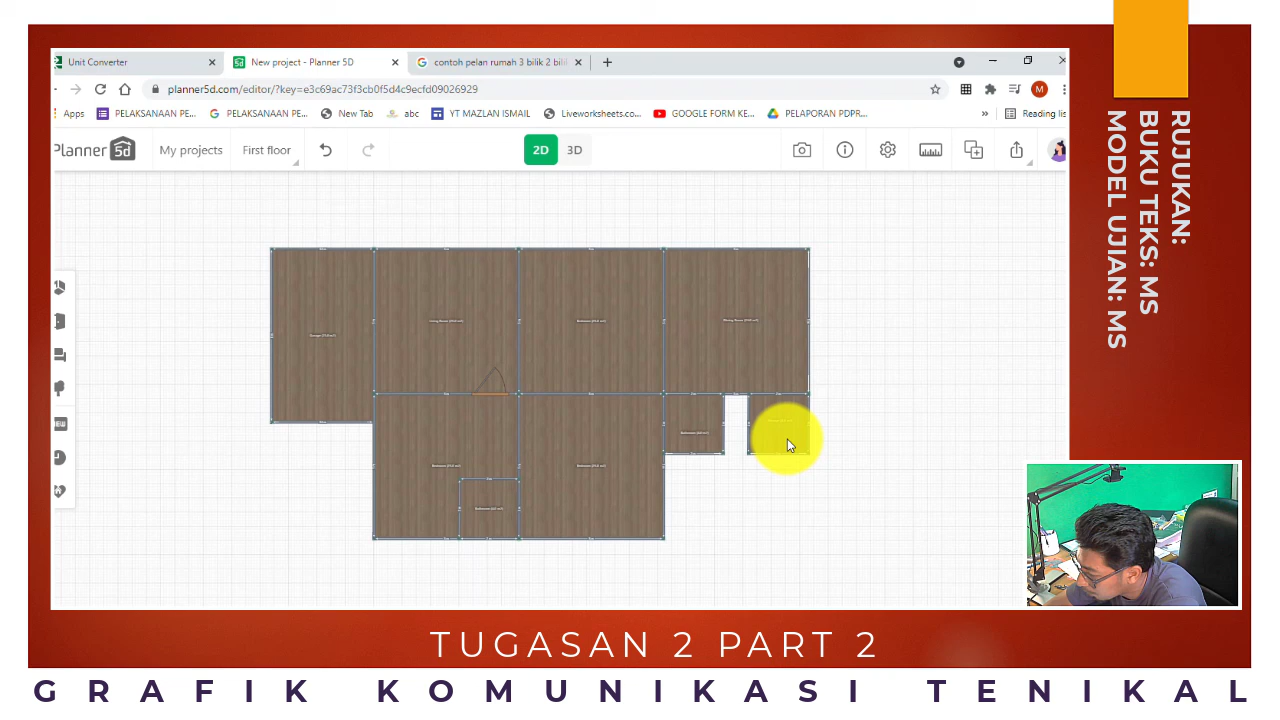 Unit Converter
New project - Planner 5D
contoh pelan rumah 3 bilik 2 bili
planner5d.com/editor/?key=e3c69ac73f3cb0f5d4c9ecfd09026929
Apps
PELAKSANAAN PE...
PELAKSANAAN PE...
New Tab
abc
YT MAZLAN ISMAIL
Liveworksheets.co...
GOOGLE FORM KE...
PELAPORAN PDPR...
»
Reading lis
M
Planner 5d
My projects
First floor
2D
3D
RUJUKAN:
BUKU TEKS: MS
MODEL UJIAN: MS
TUGASAN 2 PART 2
GRAFIK KOMUNIKASI TENIKAL